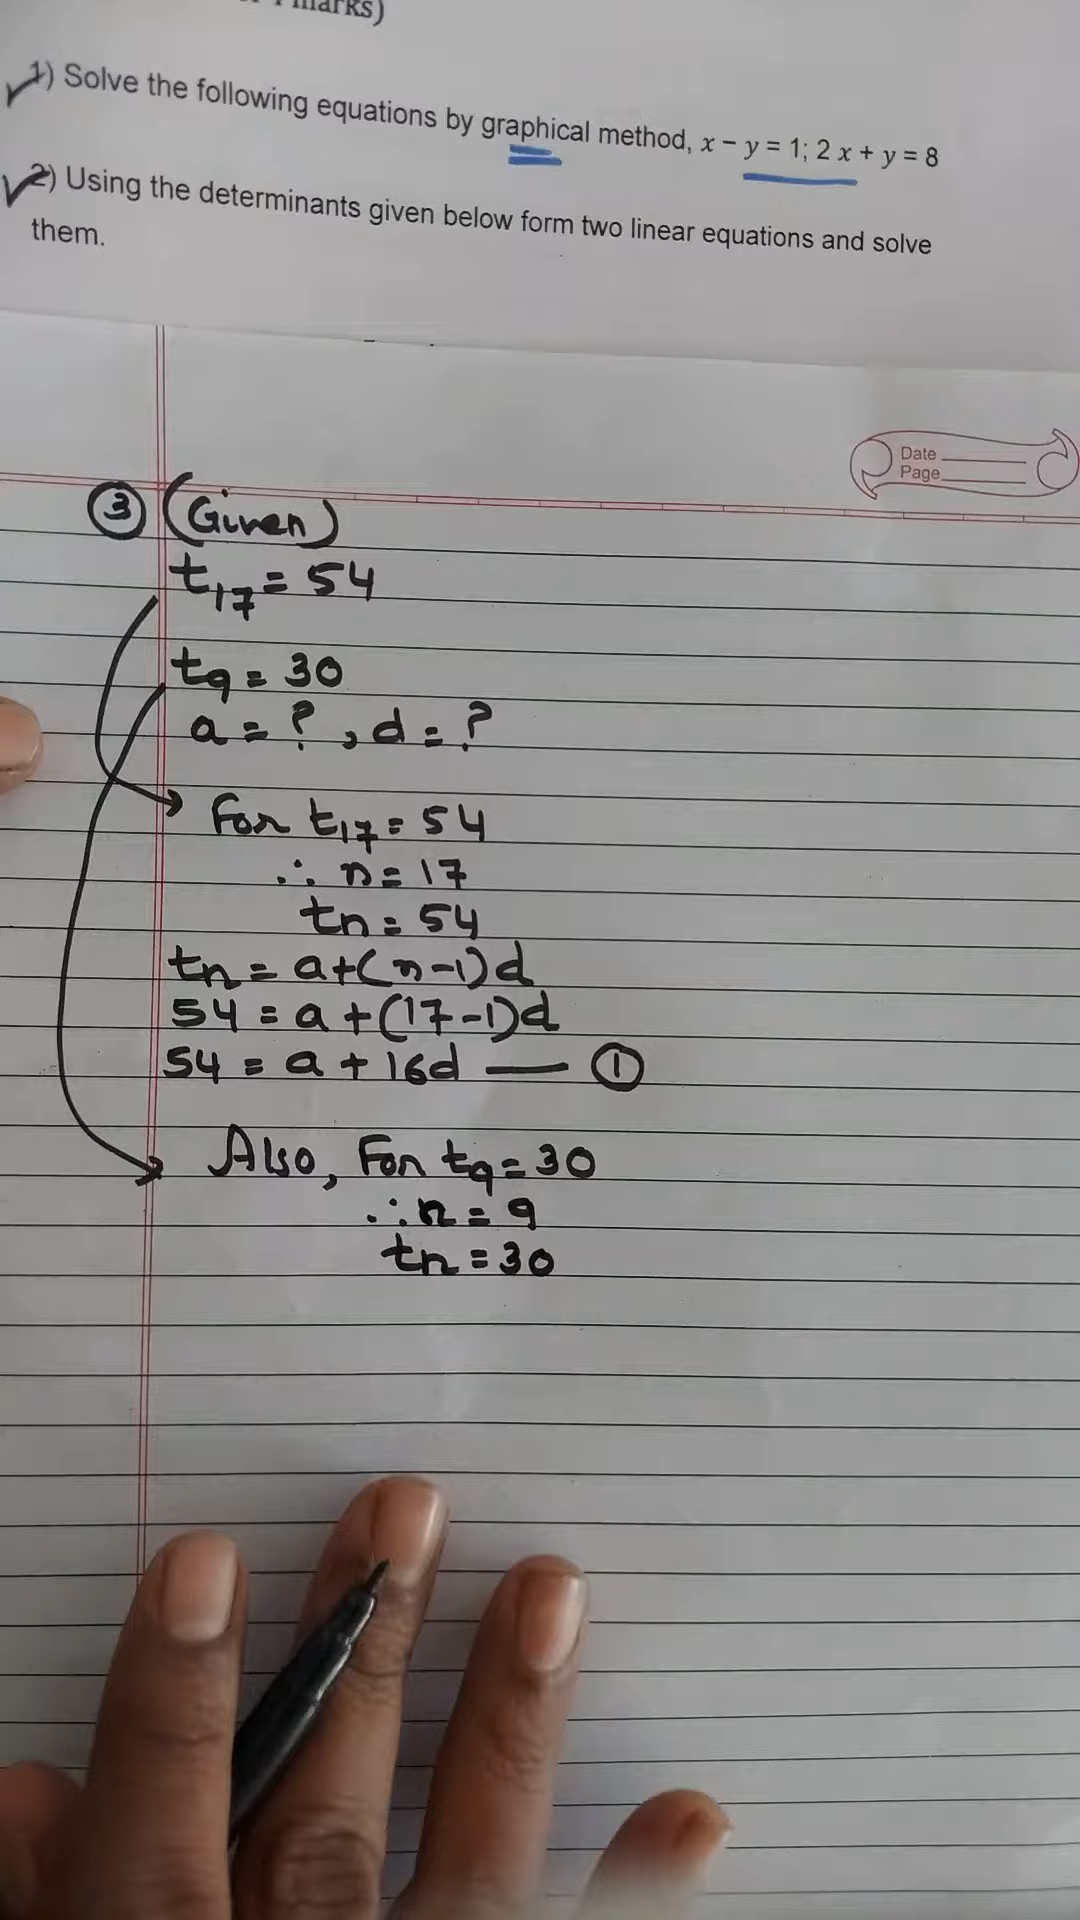 marks)
1) Solve the following equations by graphical method, x − y = 1; 2 x + y = 8
2) Using the determinants given below form two linear equations and solve
them.
Date
Page
③ (Given)
t₁₇ = 54
t₉ = 30
a = ? , d = ?
For t₁₇ = 54
∴ n = 17
tn = 54
tn = a+(n-1)d
54 = a + (17-1)d
54 = a + 16d — ①
Also, For t₉ = 30
∴ n = 9
tn = 30